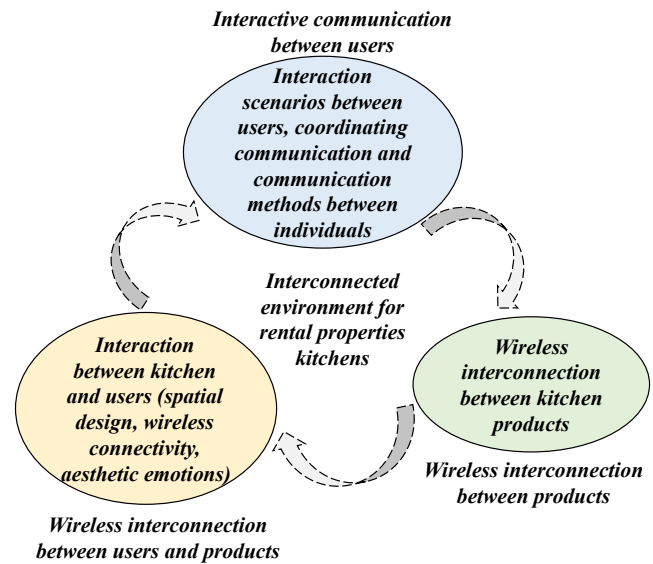 Interactive communication
between users
Interaction
scenarios between
users, coordinating
communication and
communication
methods between
individuals
Interconnected
environment for
rental properties
kitchens
Interaction
between kitchen
and users (spatial
design, wireless
connectivity,
aesthetic emotions)
Wireless
interconnection
between kitchen
products
Wireless interconnection
between products
Wireless interconnection
between users and products